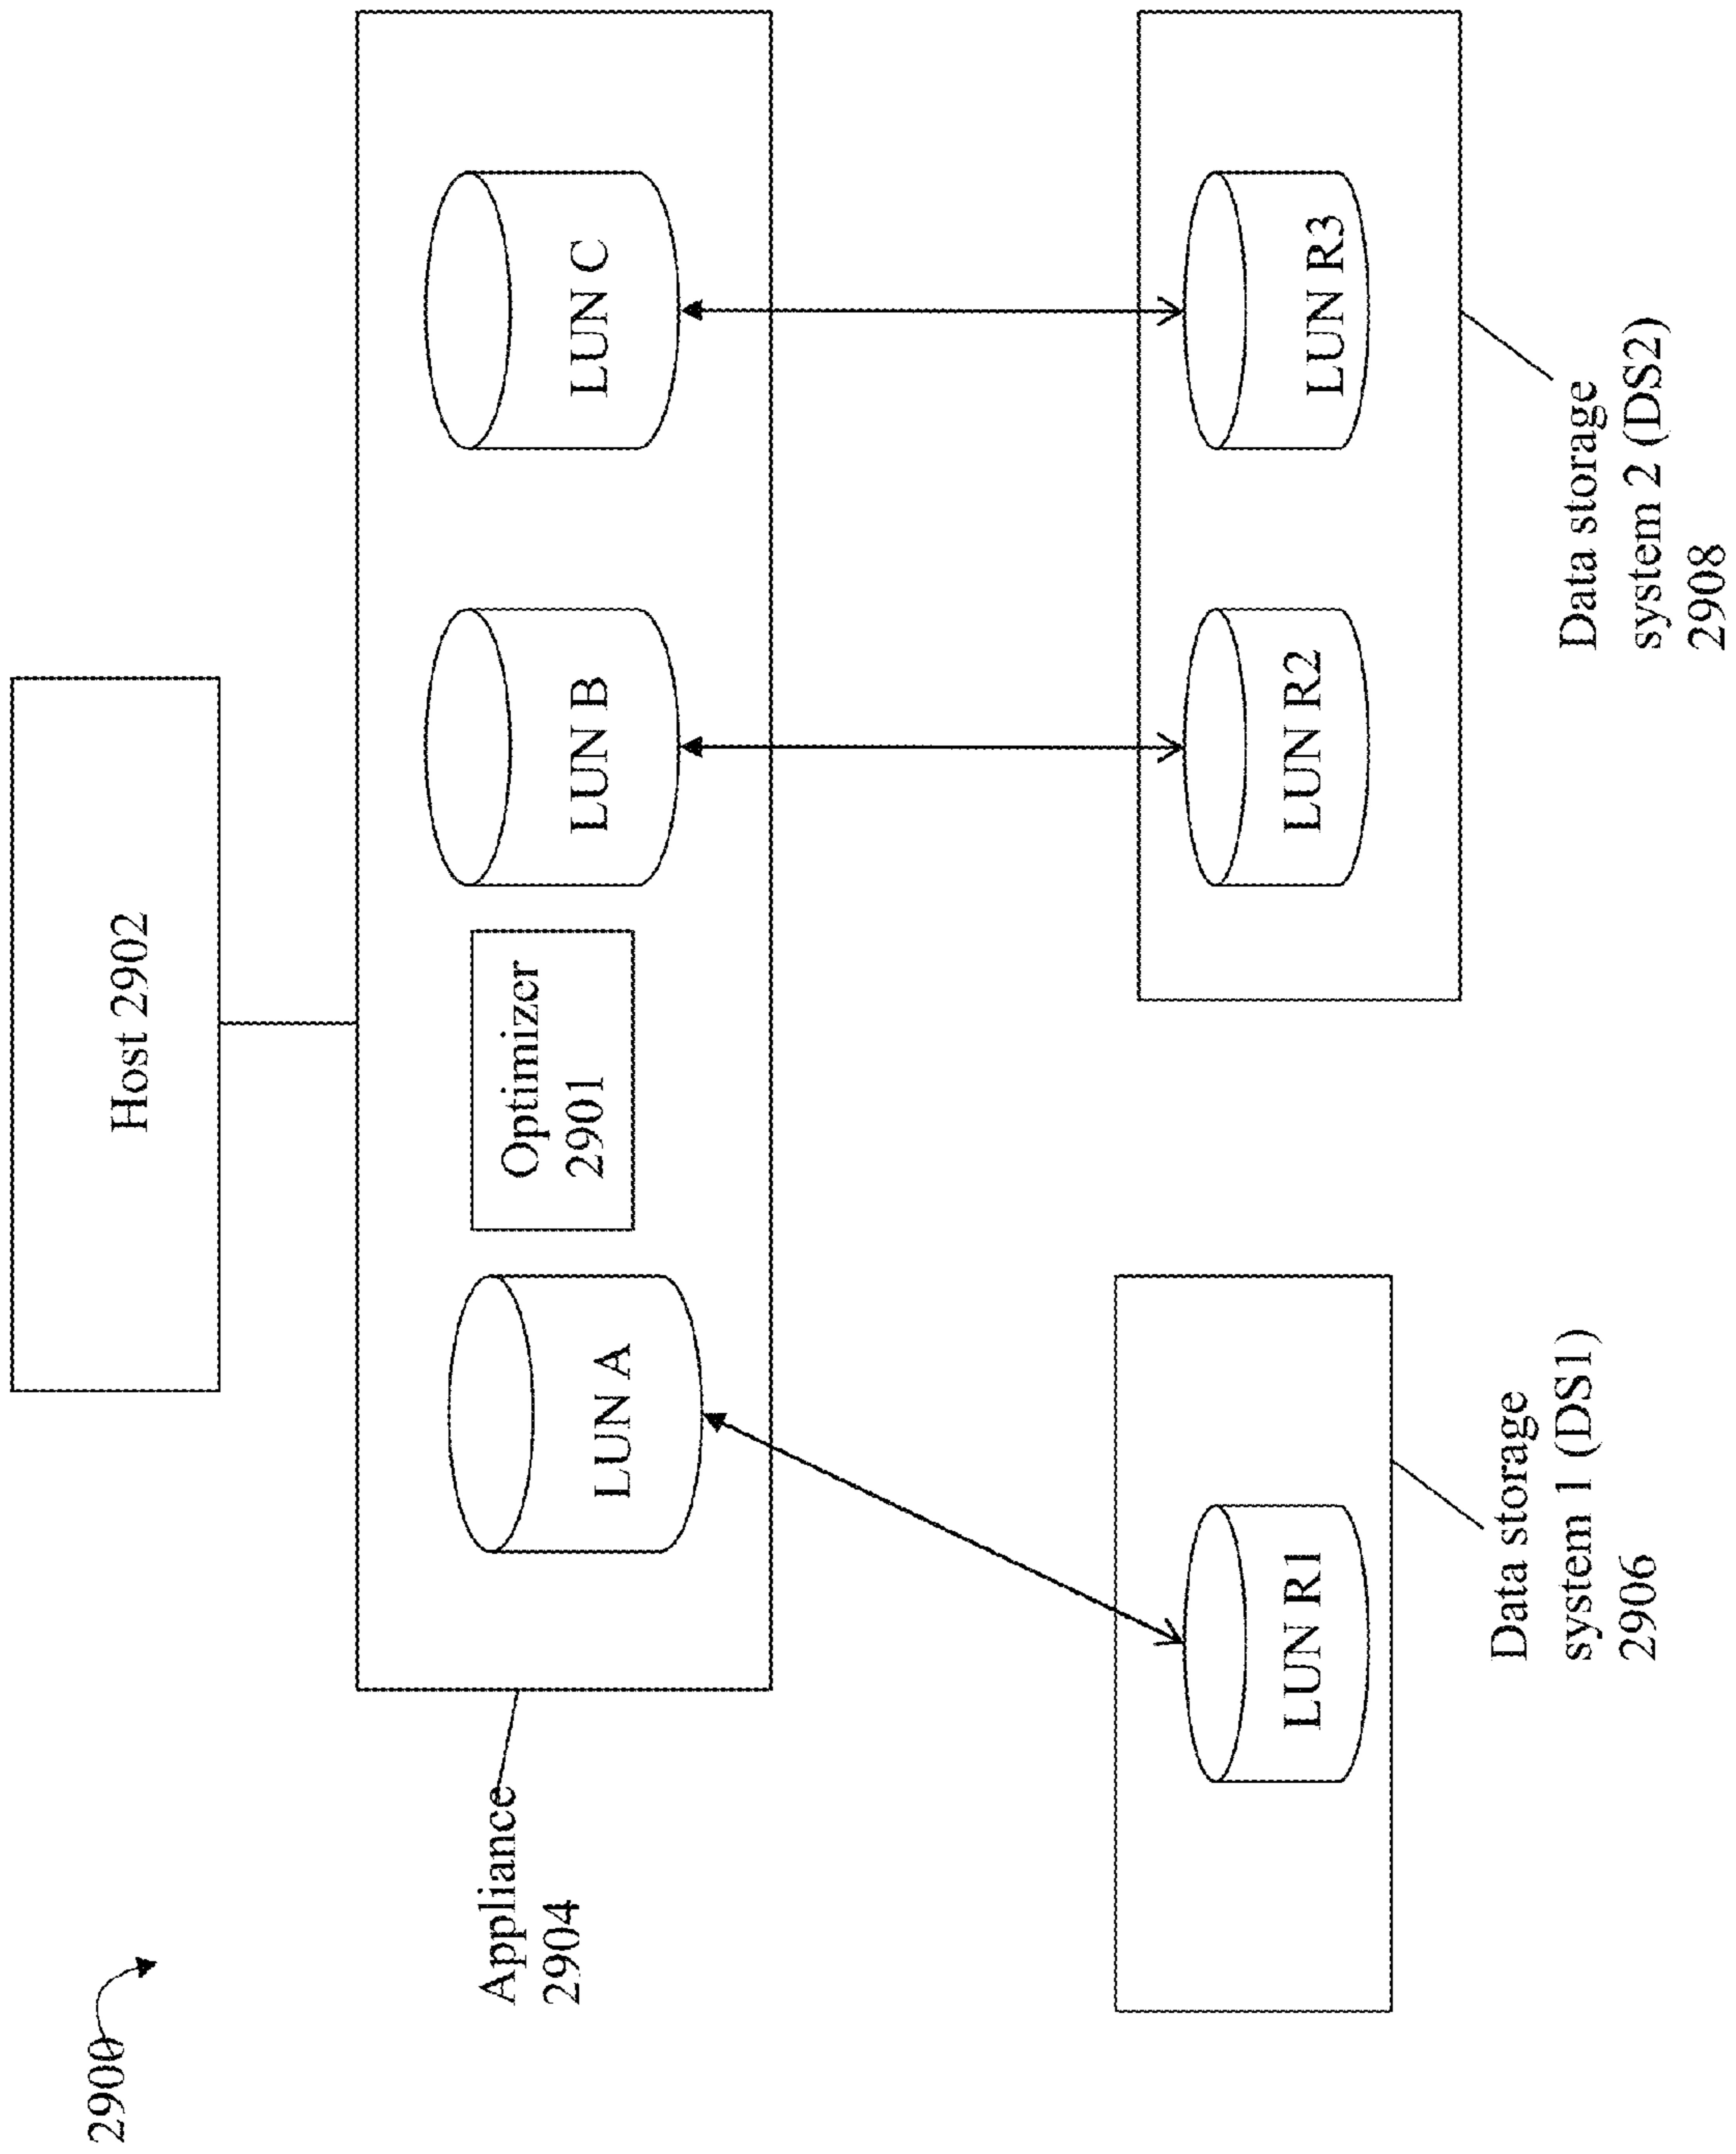 2900
Host 2902
Appliance
2904
LUN A
Optimizer
2901
LUN B
LUN C
LUN R1
LUN R2
LUN R3
Data storage
system 1 (DS1)
2906
Data storage
system 2 (DS2)
2908